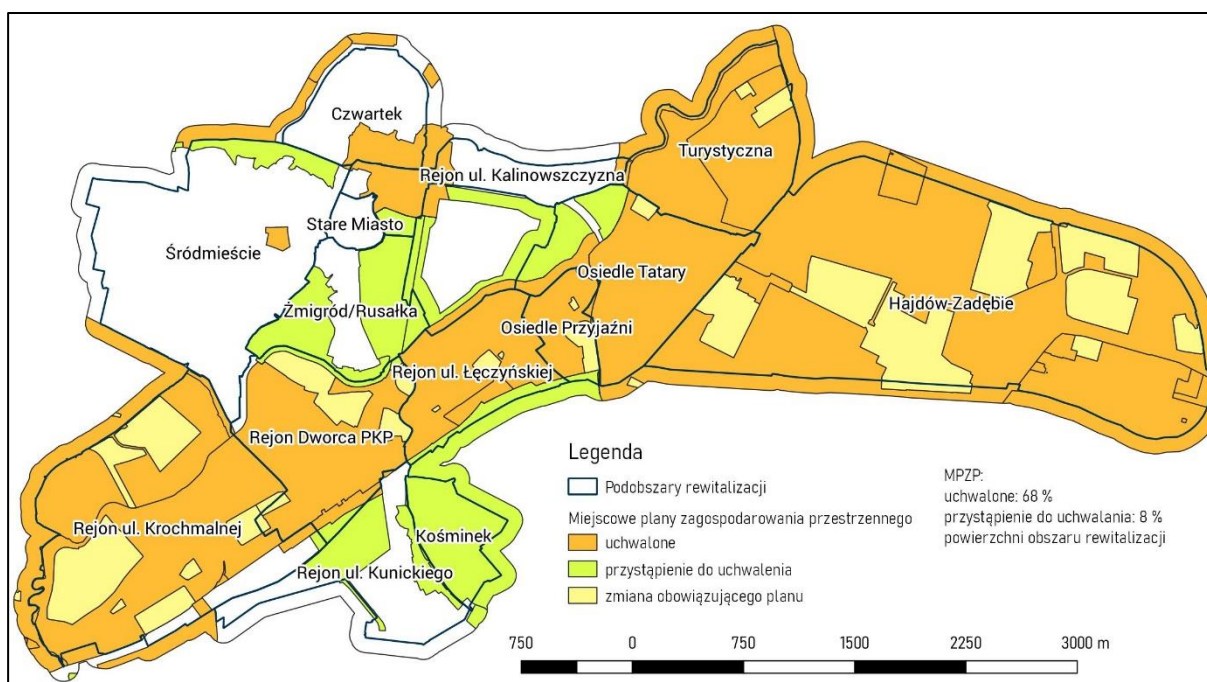 Czwartek
Turystyczna
Rejon ul. Kalinowszczyzna
Stare Miasto
Śródmieście
Osiedle Tatary
Żmigród/Rusałka
Hajdów-Zadębie
Osiedle Przyjaźni
Rejon ul. Łęczyńskiej
Rejon Dworca PKP
Rejon ul. Krochmalnej
Kośminek
Rejon ul. Kunickiego
Legenda
Podobszary rewitalizacji
Miejscowe plany zagospodarowania przestrzennego
uchwalone
przystąpienie do uchwalenia
zmiana obowiązującego planu
MPZP:
uchwalone: 68 %
przystąpienie do uchwalania: 8 %
powierzchni obszaru rewitalizacji
750 0 750 1500 2250 3000 m